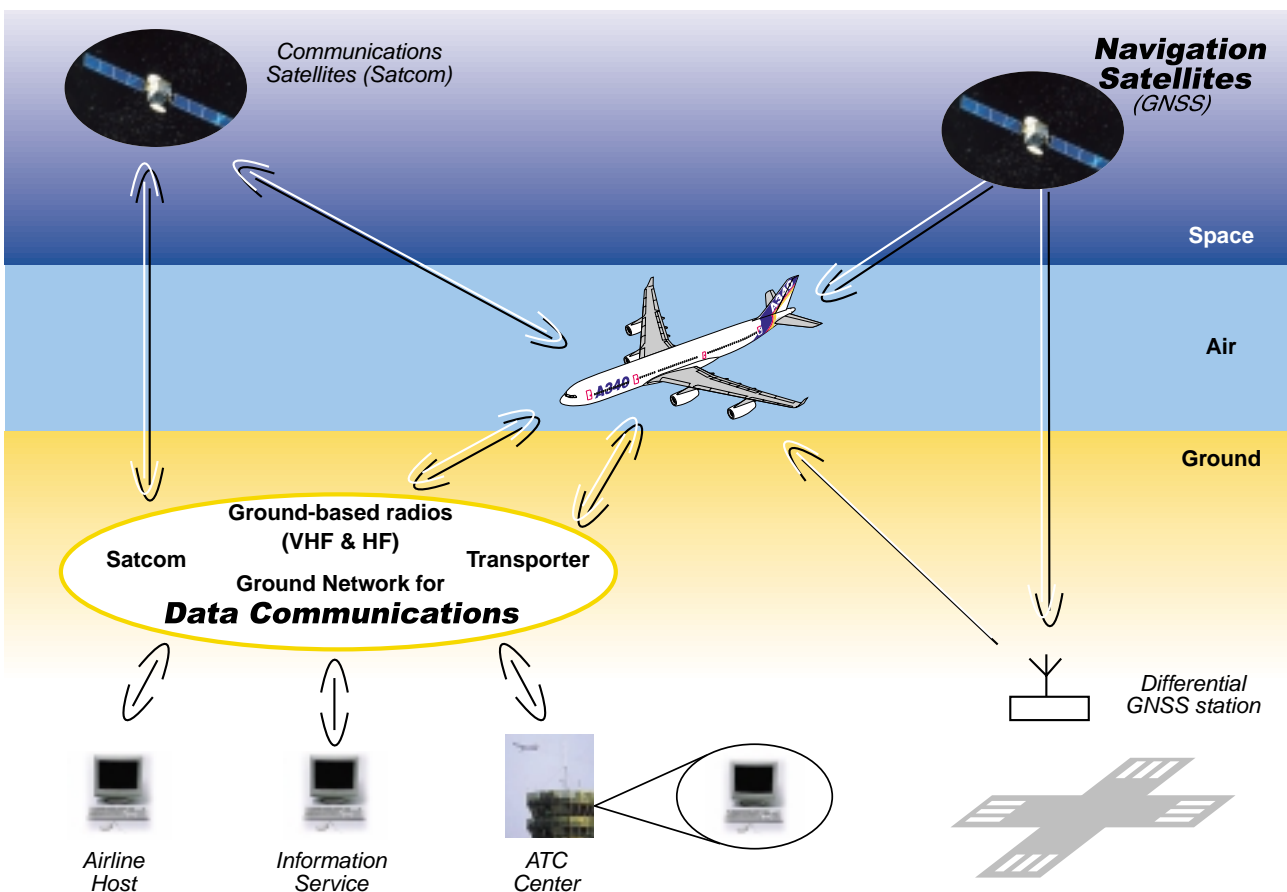 Communications
Satellites (Satcom)
Navigation
Satellites
(GNSS)
Space
Air
A340
Ground
Ground-based radios
(VHF & HF)
Satcom
Transporter
Ground Network for
Data Communications
Differential
GNSS station
Airline
Host
Information
Service
ATC
Center